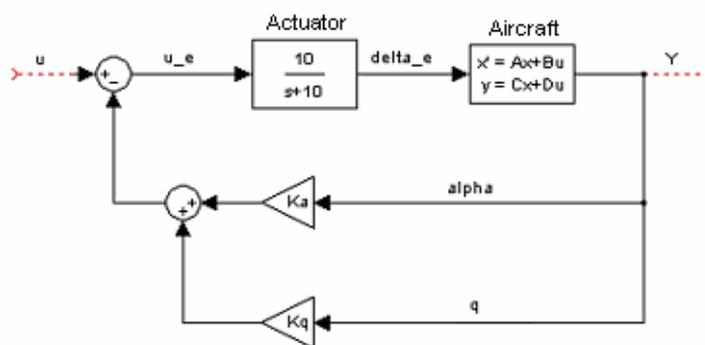 Actuator
Aircraft
u
+
-
u_e
10
s+10
delta_e
x' = Ax+Bu
y = Cx+Du
Y
+
+
Ka
alpha
Kq
q